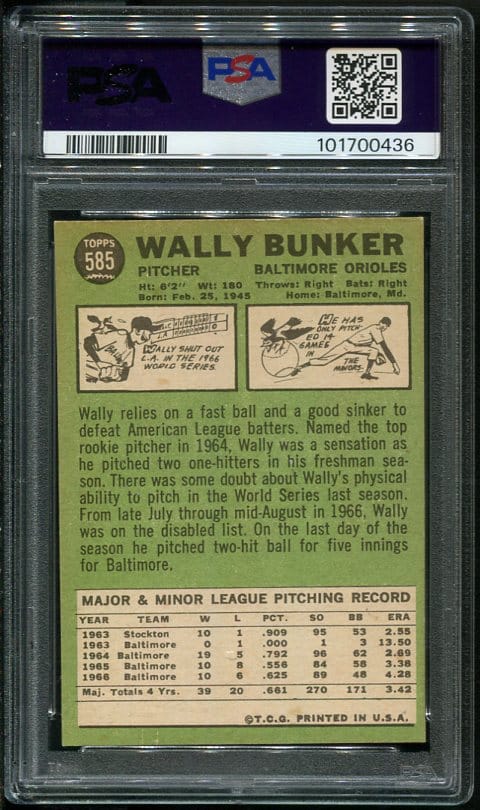 PSA
PSA
101700436
TOPPS
585
WALLY BUNKER
PITCHER BALTIMORE ORIOLES
Ht: 6'2" Wt: 180 Throws: Right Bats: Right
Born: Feb. 25, 1945 Home: Baltimore, Md.
WALLY SHUT OUT
L.A. IN THE 1966
WORLD SERIES.
HE HAS
ONLY PITCH-
ED 14
GAMES
IN
THE
MINORS.
Wally relies on a fast ball and a good sinker to
defeat American League batters. Named the top
rookie pitcher in 1964, Wally was a sensation as
he pitched two one-hitters in his freshman sea-
son. There was some doubt about Wally's physical
ability to pitch in the World Series last season.
From late July through mid-August in 1966, Wally
was on the disabled list. On the last day of the
season he pitched two-hit ball for five innings
for Baltimore.
MAJOR & MINOR LEAGUE PITCHING RECORD
YEAR TEAM W L PCT. SO BB ERA
1963 Stockton 10 1 .909 95 53 2.55
1963 Baltimore 0 1 .000 1 3 13.50
1964 Baltimore 19 5 .792 96 62 2.69
1965 Baltimore 10 8 .556 84 58 3.38
1966 Baltimore 10 6 .625 89 48 4.28
Maj. Totals 4 Yrs. 39 20 .661 270 171 3.42
©T.C.G. PRINTED IN U.S.A.
PSA